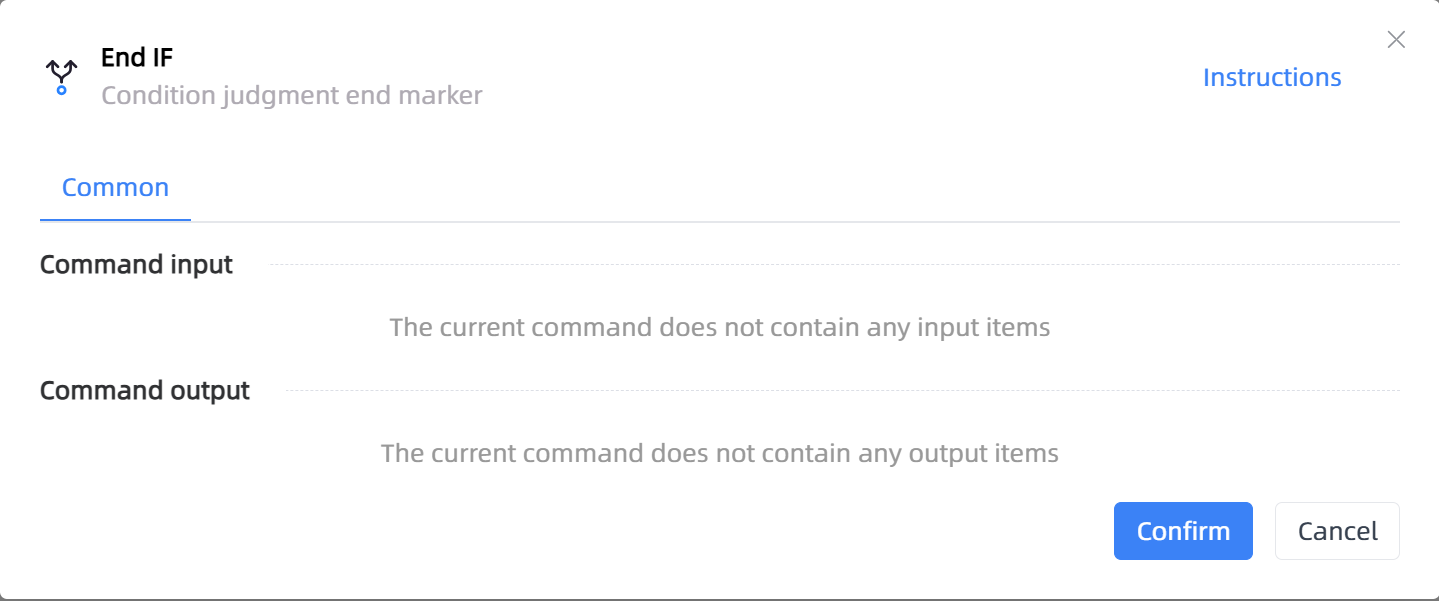 End IF
Condition judgment end marker
Instructions
Common
Command input
The current command does not contain any input items
Command output
The current command does not contain any output items
Confirm
Cancel